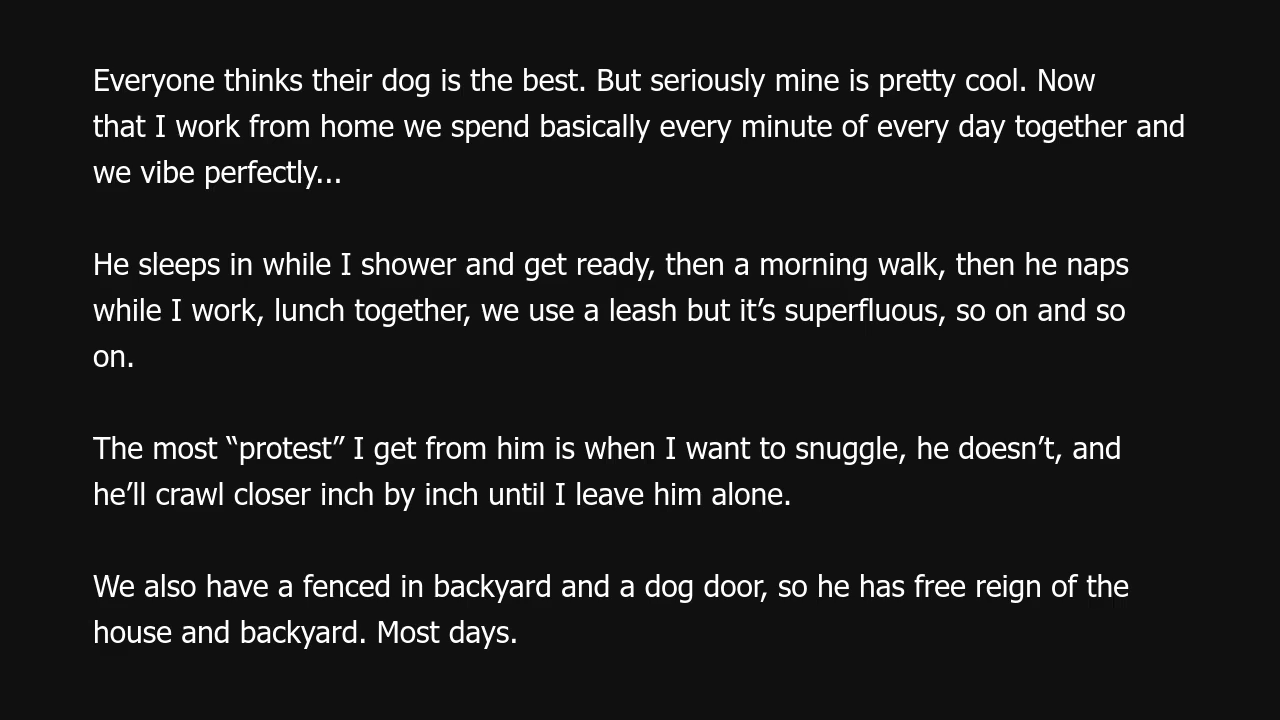 Everyone thinks their dog is the best. But seriously mine is pretty cool. Now
that I work from home we spend basically every minute of every day together and
we vibe perfectly...
He sleeps in while I shower and get ready, then a morning walk, then he naps
while I work, lunch together, we use a leash but it’s superfluous, so on and so
on.
The most “protest” I get from him is when I want to snuggle, he doesn’t, and
he’ll crawl closer inch by inch until I leave him alone.
We also have a fenced in backyard and a dog door, so he has free reign of the
house and backyard. Most days.